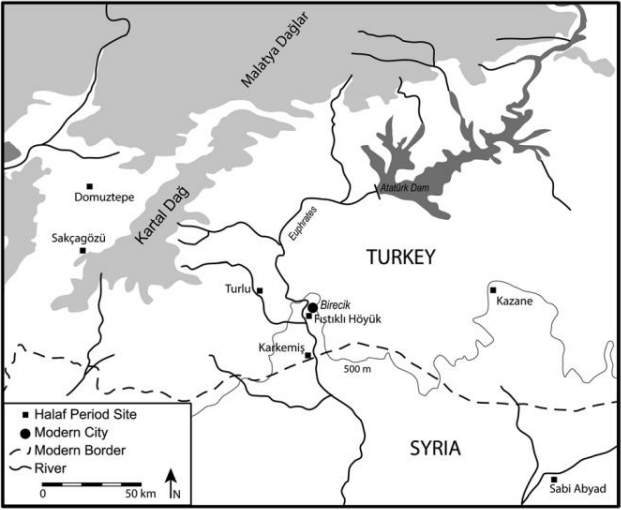 Malatya Dağlar
Atatürk Dam
Domuztepe
Kartal Dağ
Euphrates
Sakçagözü
TURKEY
Turlu
Birecik
Fıstıklı Höyük
Kazane
Karkemiş
500 m
Halaf Period Site
Modern City
Modern Border
River
0 50 km
N
SYRIA
Sabi Abyad